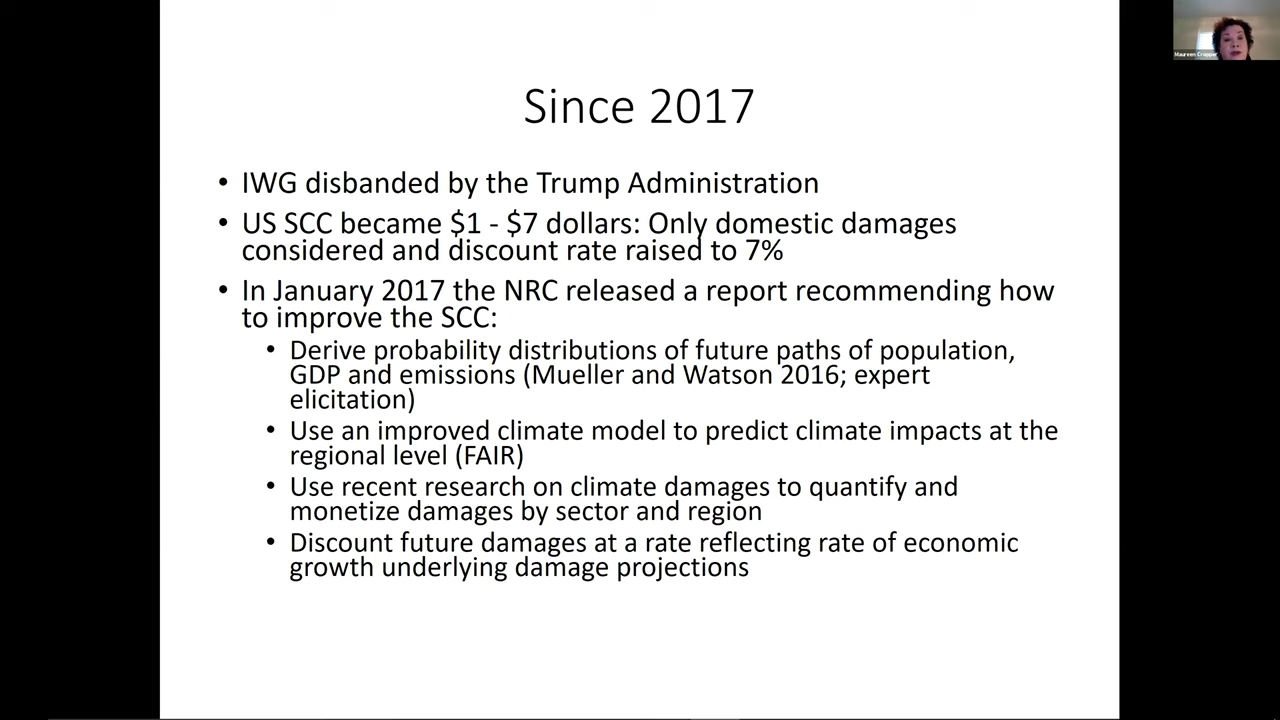 Maureen Cropper
Since 2017
• IWG disbanded by the Trump Administration
• US SCC became $1 - $7 dollars: Only domestic damages
considered and discount rate raised to 7%
• In January 2017 the NRC released a report recommending how
to improve the SCC:
• Derive probability distributions of future paths of population,
GDP and emissions (Mueller and Watson 2016; expert
elicitation)
• Use an improved climate model to predict climate impacts at the
regional level (FAIR)
• Use recent research on climate damages to quantify and
monetize damages by sector and region
• Discount future damages at a rate reflecting rate of economic
growth underlying damage projections